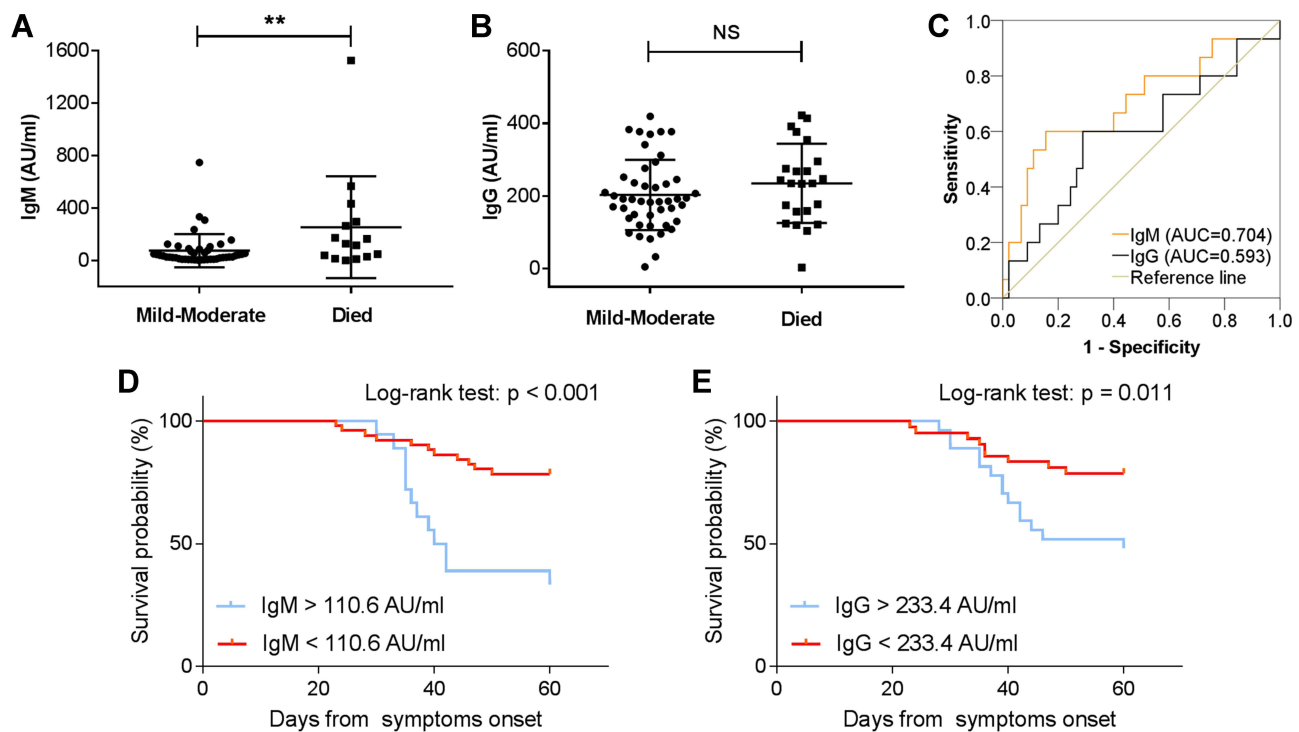 A
**
IgM (AU/ml)
1600
1200
800
400
0
Mild-Moderate
Died
B
NS
IgG (AU/ml)
600
400
200
0
Mild-Moderate
Died
C
Sensitivity
1.0
0.8
0.6
0.4
0.2
0.0
IgM (AUC=0.704)
IgG (AUC=0.593)
Reference line
0.0 0.2 0.4 0.6 0.8 1.0
1 - Specificity
D
Log-rank test: p < 0.001
Survival probability (%)
100
50
0
IgM > 110.6 AU/ml
IgM < 110.6 AU/ml
0 20 40 60
Days from symptoms onset
E
Log-rank test: p = 0.011
Survival probability (%)
100
50
0
IgG > 233.4 AU/ml
IgG < 233.4 AU/ml
0 20 40 60
Days from symptoms onset